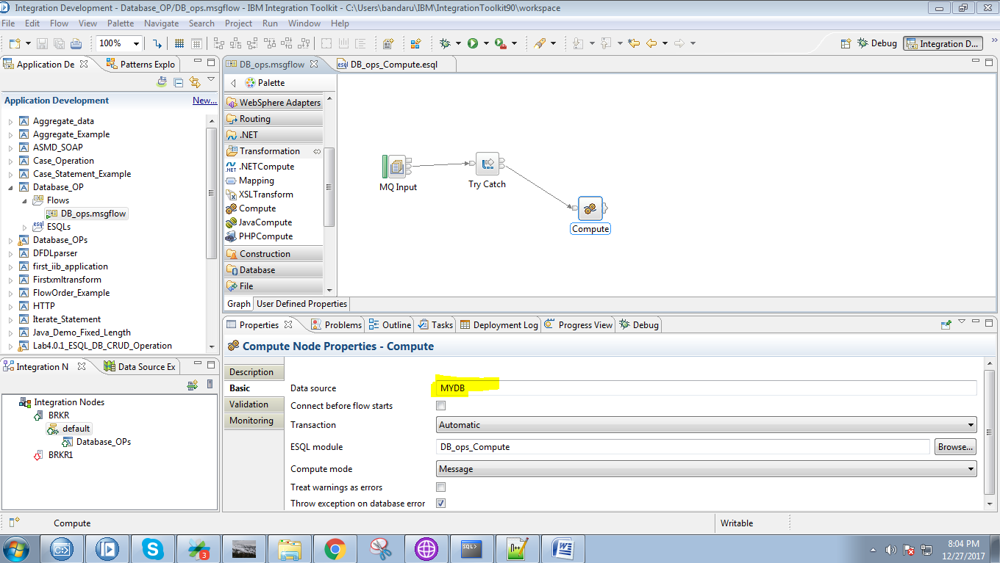 Integration Development - Database_OP/DB_ops.msgflow - IBM Integration Toolkit - C:\Users\bandaru\IBM\IntegrationToolkit90\workspace
File Edit Flow View Palette Navigate Search Project Run Window Help
100% Debug Integration D...
Application De Patterns Explo
Application Development New...
Aggregate_data
Aggregate_Example
ASMD_SOAP
Case_Operation
Case_Statement_Example
Database_OP
Flows
DB_ops.msgflow
esql ESQLs
Database_OPs
DFDLparser
first_iib_application
Firstxmltransform
FlowOrder_Example
HTTP
Iterate_Statement
Java_Demo_Fixed_Length
Lab4.0.1_ESQL_DB_CRUD_Operation
Integration N Data Source Ex
Integration Nodes
BRKR
default
Database_OPs
BRKR1
DB_ops.msgflow esql DB_ops_Compute.esql
Palette
WebSphere Adapters
Routing
.NET
Transformation
.NET .NETCompute
Mapping
XSLTransform
Compute
JavaCompute
PHPCompute
Construction
Database
File
MQ Input
Try Catch
Compute
Graph User Defined Properties
Properties Problems Outline Tasks Deployment Log Progress View Debug
Compute Node Properties - Compute
Description
Basic
Validation
Monitoring
Data source MYDB
Connect before flow starts
Transaction Automatic
ESQL module DB_ops_Compute Browse...
Compute mode Message
Treat warnings as errors
Throw exception on database error
Compute Writable
3
SQL>
8:04 PM
12/27/2017